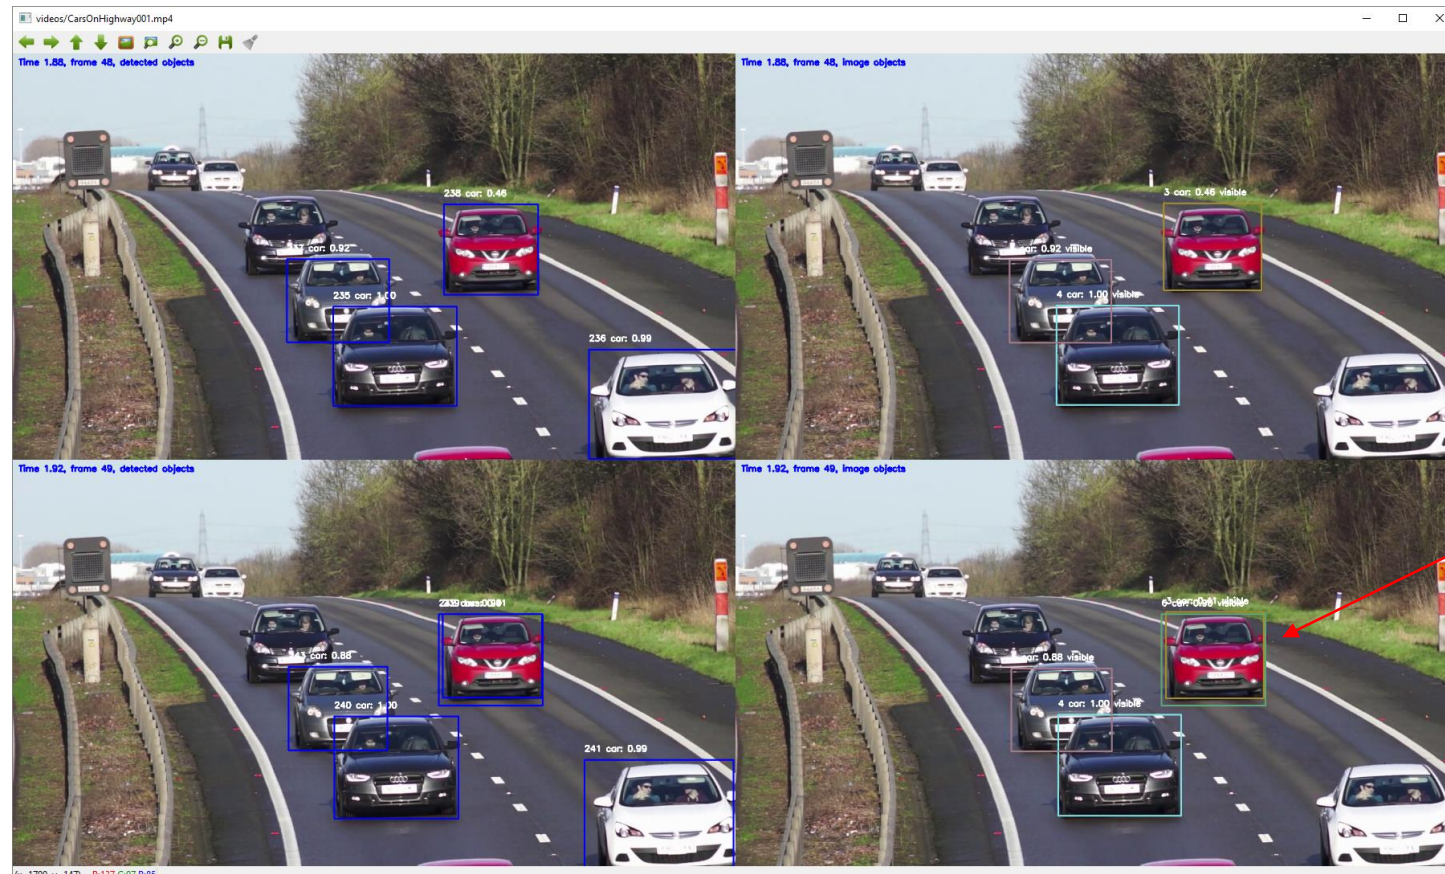 videos/CarsOnHighway001.mp4
Time 1.88, frame 48, detected objects
238 car: 0.46
car: 0.92
235 car: 1.00
236 car: 0.99
Time 1.88, frame 48, image objects
3 car: 0.46 visible
car: 0.92 visible
4 car: 1.00 visible
Time 1.92, frame 49, detected objects
car: 0.88
240 car: 1.00
241 car: 0.99
Time 1.92, frame 49, image objects
car: 0.88 visible
4 car: 1.00 visible